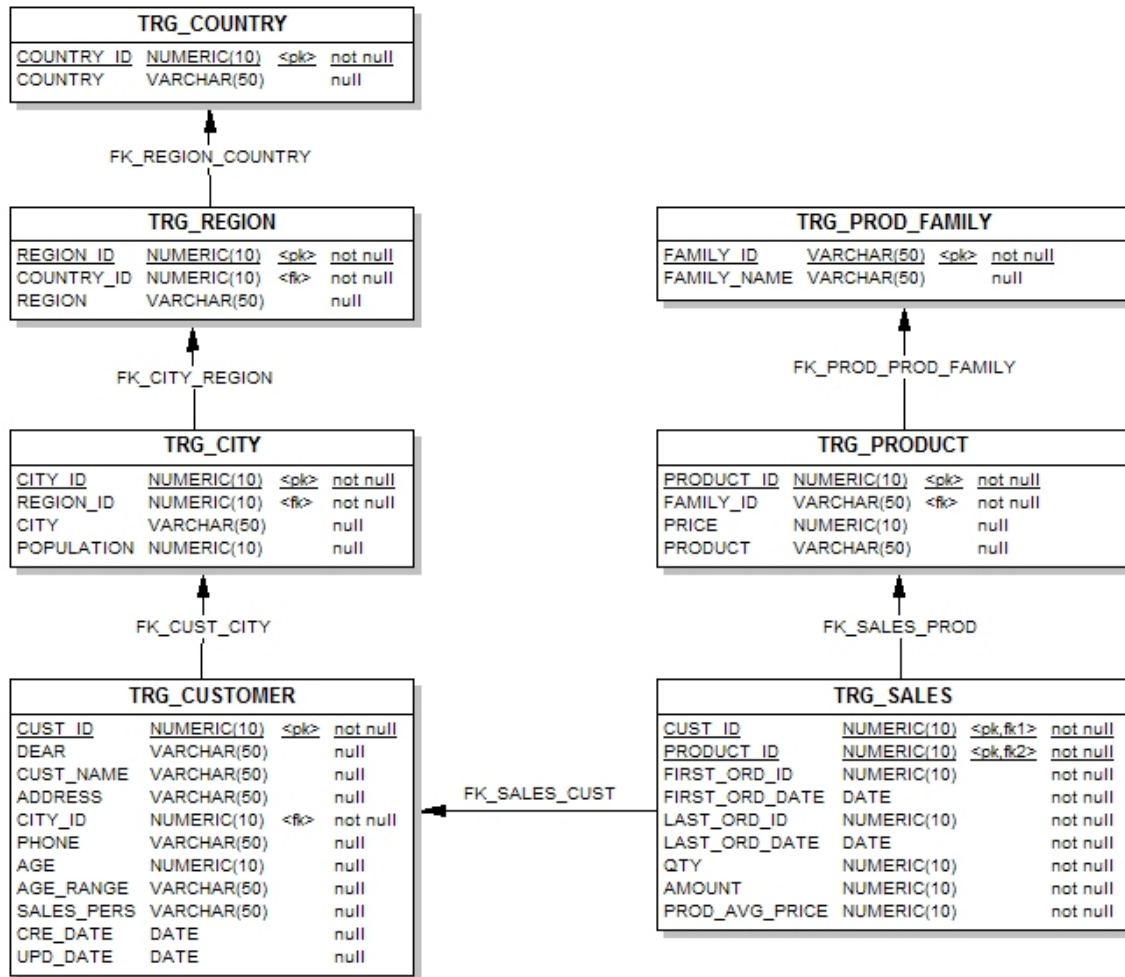 TRG_COUNTRY
COUNTRY_ID NUMERIC(10) <pk> not null
COUNTRY VARCHAR(50) null
FK_REGION_COUNTRY
TRG_REGION
REGION_ID NUMERIC(10) <pk> not null
COUNTRY_ID NUMERIC(10) <fk> not null
REGION VARCHAR(50) null
FK_CITY_REGION
TRG_CITY
CITY_ID NUMERIC(10) <pk> not null
REGION_ID NUMERIC(10) <fk> not null
CITY VARCHAR(50) null
POPULATION NUMERIC(10) null
FK_CUST_CITY
TRG_CUSTOMER
CUST_ID NUMERIC(10) <pk> not null
DEAR VARCHAR(50) null
CUST_NAME VARCHAR(50) null
ADDRESS VARCHAR(50) null
CITY_ID NUMERIC(10) <fk> not null
PHONE VARCHAR(50) null
AGE NUMERIC(10) null
AGE_RANGE VARCHAR(50) null
SALES_PERS VARCHAR(50) null
CRE_DATE DATE null
UPD_DATE DATE null
FK_SALES_CUST
TRG_PROD_FAMILY
FAMILY_ID VARCHAR(50) <pk> not null
FAMILY_NAME VARCHAR(50) null
FK_PROD_PROD_FAMILY
TRG_PRODUCT
PRODUCT_ID NUMERIC(10) <pk> not null
FAMILY_ID VARCHAR(50) <fk> not null
PRICE NUMERIC(10) null
PRODUCT VARCHAR(50) null
FK_SALES_PROD
TRG_SALES
CUST_ID NUMERIC(10) <pk,fk1> not null
PRODUCT_ID NUMERIC(10) <pk,fk2> not null
FIRST_ORD_ID NUMERIC(10) not null
FIRST_ORD_DATE DATE not null
LAST_ORD_ID NUMERIC(10) not null
LAST_ORD_DATE DATE not null
QTY NUMERIC(10) not null
AMOUNT NUMERIC(10) not null
PROD_AVG_PRICE NUMERIC(10) not null